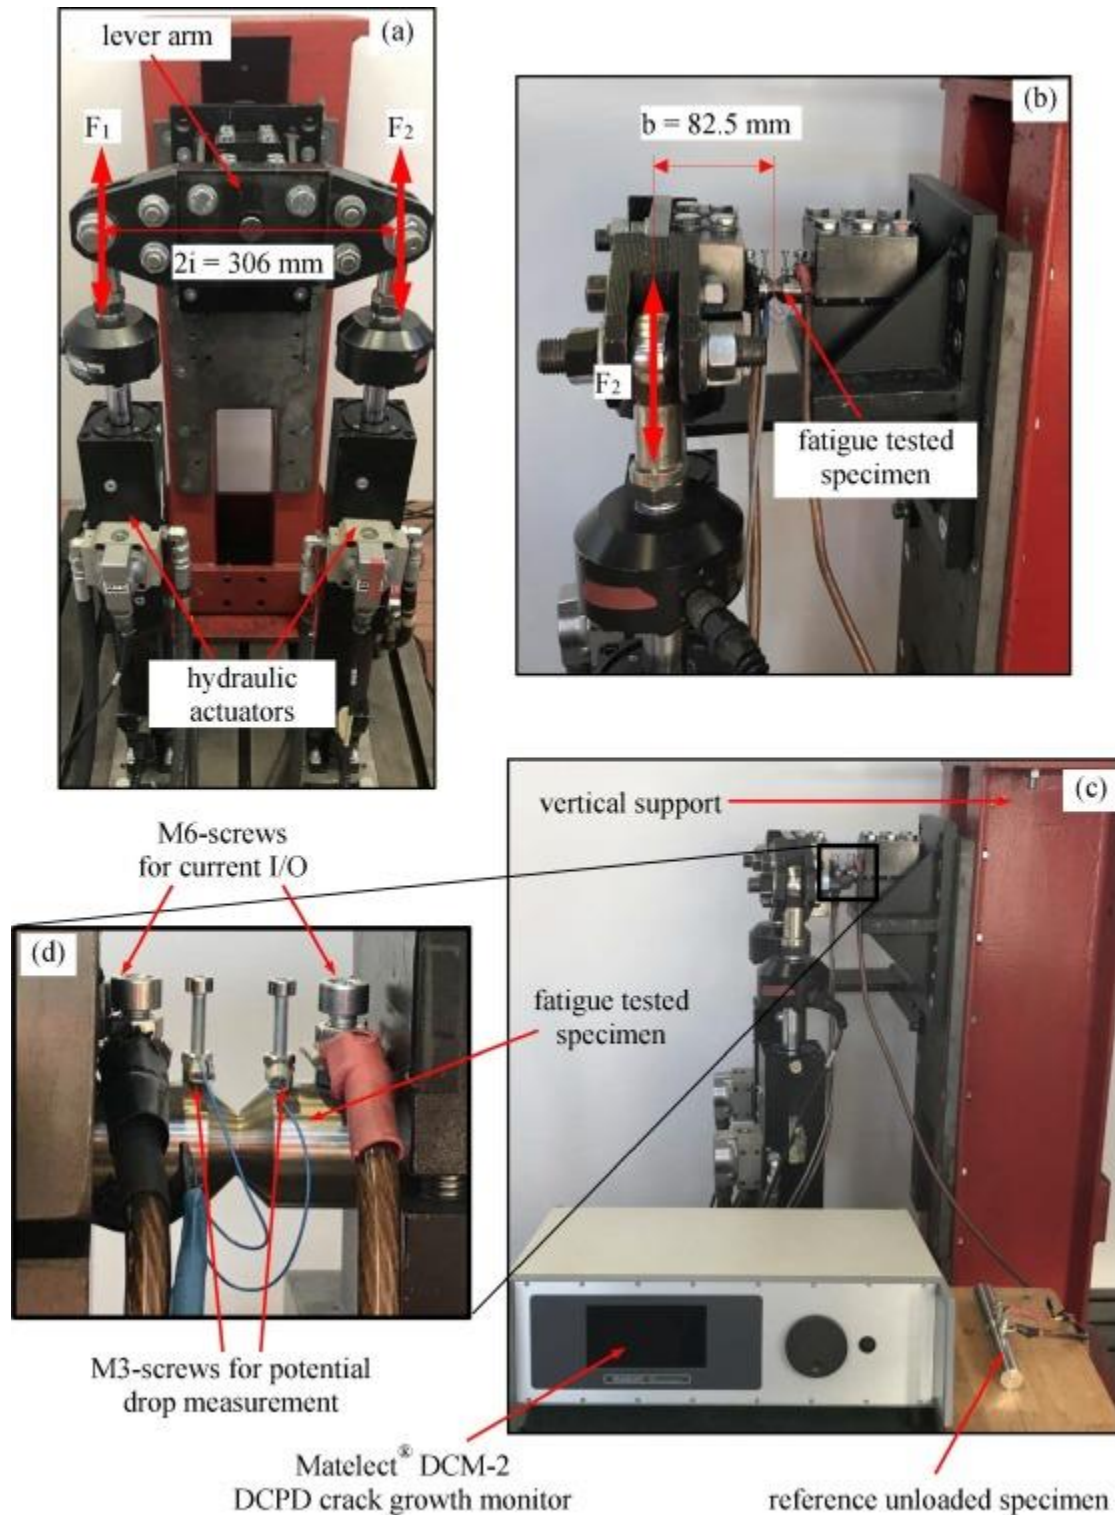 (a)
lever arm
F₁
F₂
2i = 306 mm
hydraulic
actuators
(b)
b = 82.5 mm
F₂
fatigue tested
specimen
(c)
vertical support
M6-screws
for current I/O
(d)
fatigue tested
specimen
M3-screws for potential
drop measurement
Matelect® DCM-2
DCPD crack growth monitor
reference unloaded specimen